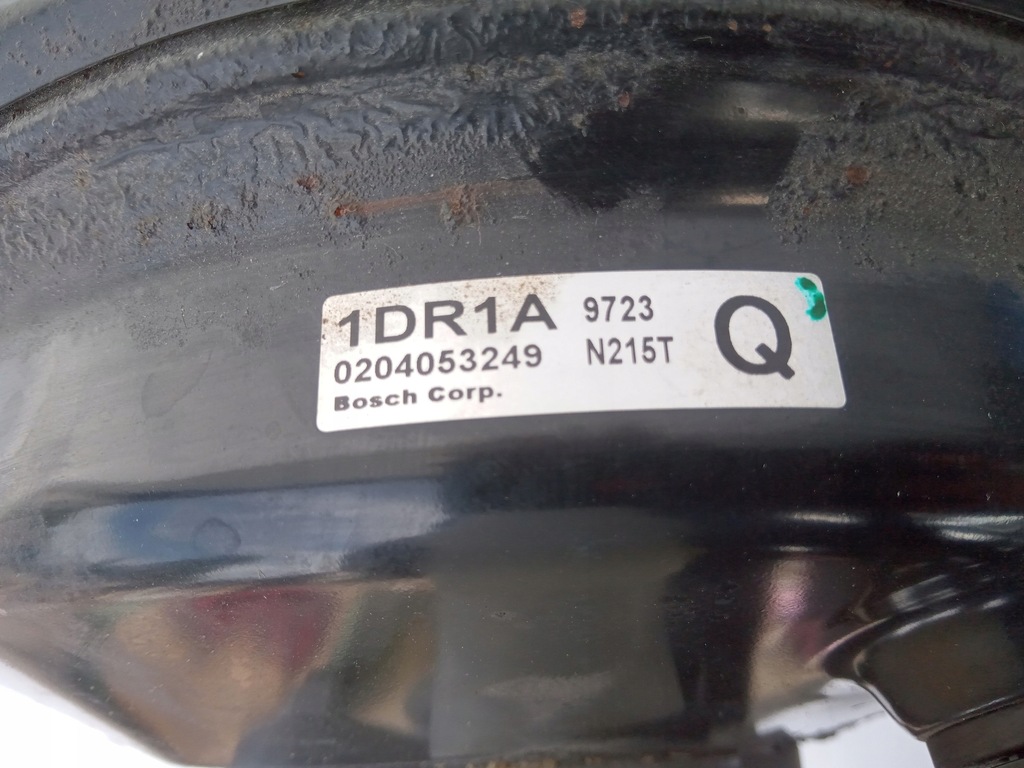 1DR1A 9723 Q
0204053249 N215T
Bosch Corp.